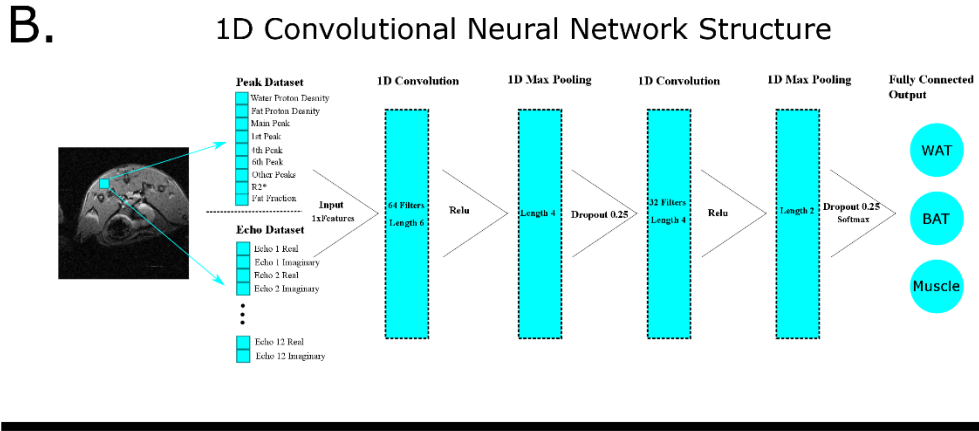 B.
1D Convolutional Neural Network Structure
Peak Dataset
Water Proton Desnity
Fat Proton Desnity
Main Peak
1st Peak
4th Peak
6th Peak
Other Peaks
R2*
Fat Fraction
Echo Dataset
Echo 1 Real
Echo 1 Imaginary
Echo 2 Real
Echo 2 Imaginary
Echo 12 Real
Echo 12 Imaginary
Input
1xFeatures
1D Convolution
64 Filters
Length 6
Relu
1D Max Pooling
Length 4
Dropout 0.25
1D Convolution
32 Filters
Length 4
Relu
1D Max Pooling
Length 2
Dropout 0.25
Softmax
Fully Connected
Output
WAT
BAT
Muscle